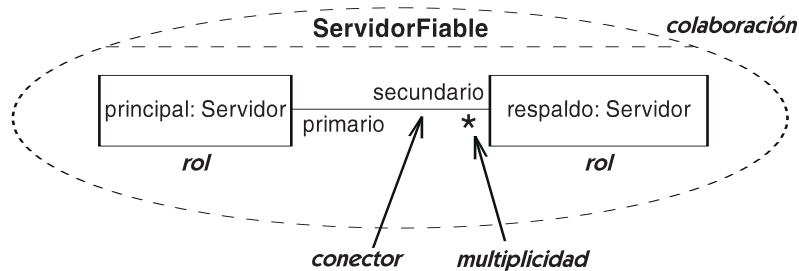 ServidorFiable
colaboración
principal: Servidor
secundario
primario
*
respaldo: Servidor
rol
rol
conector
multiplicidad